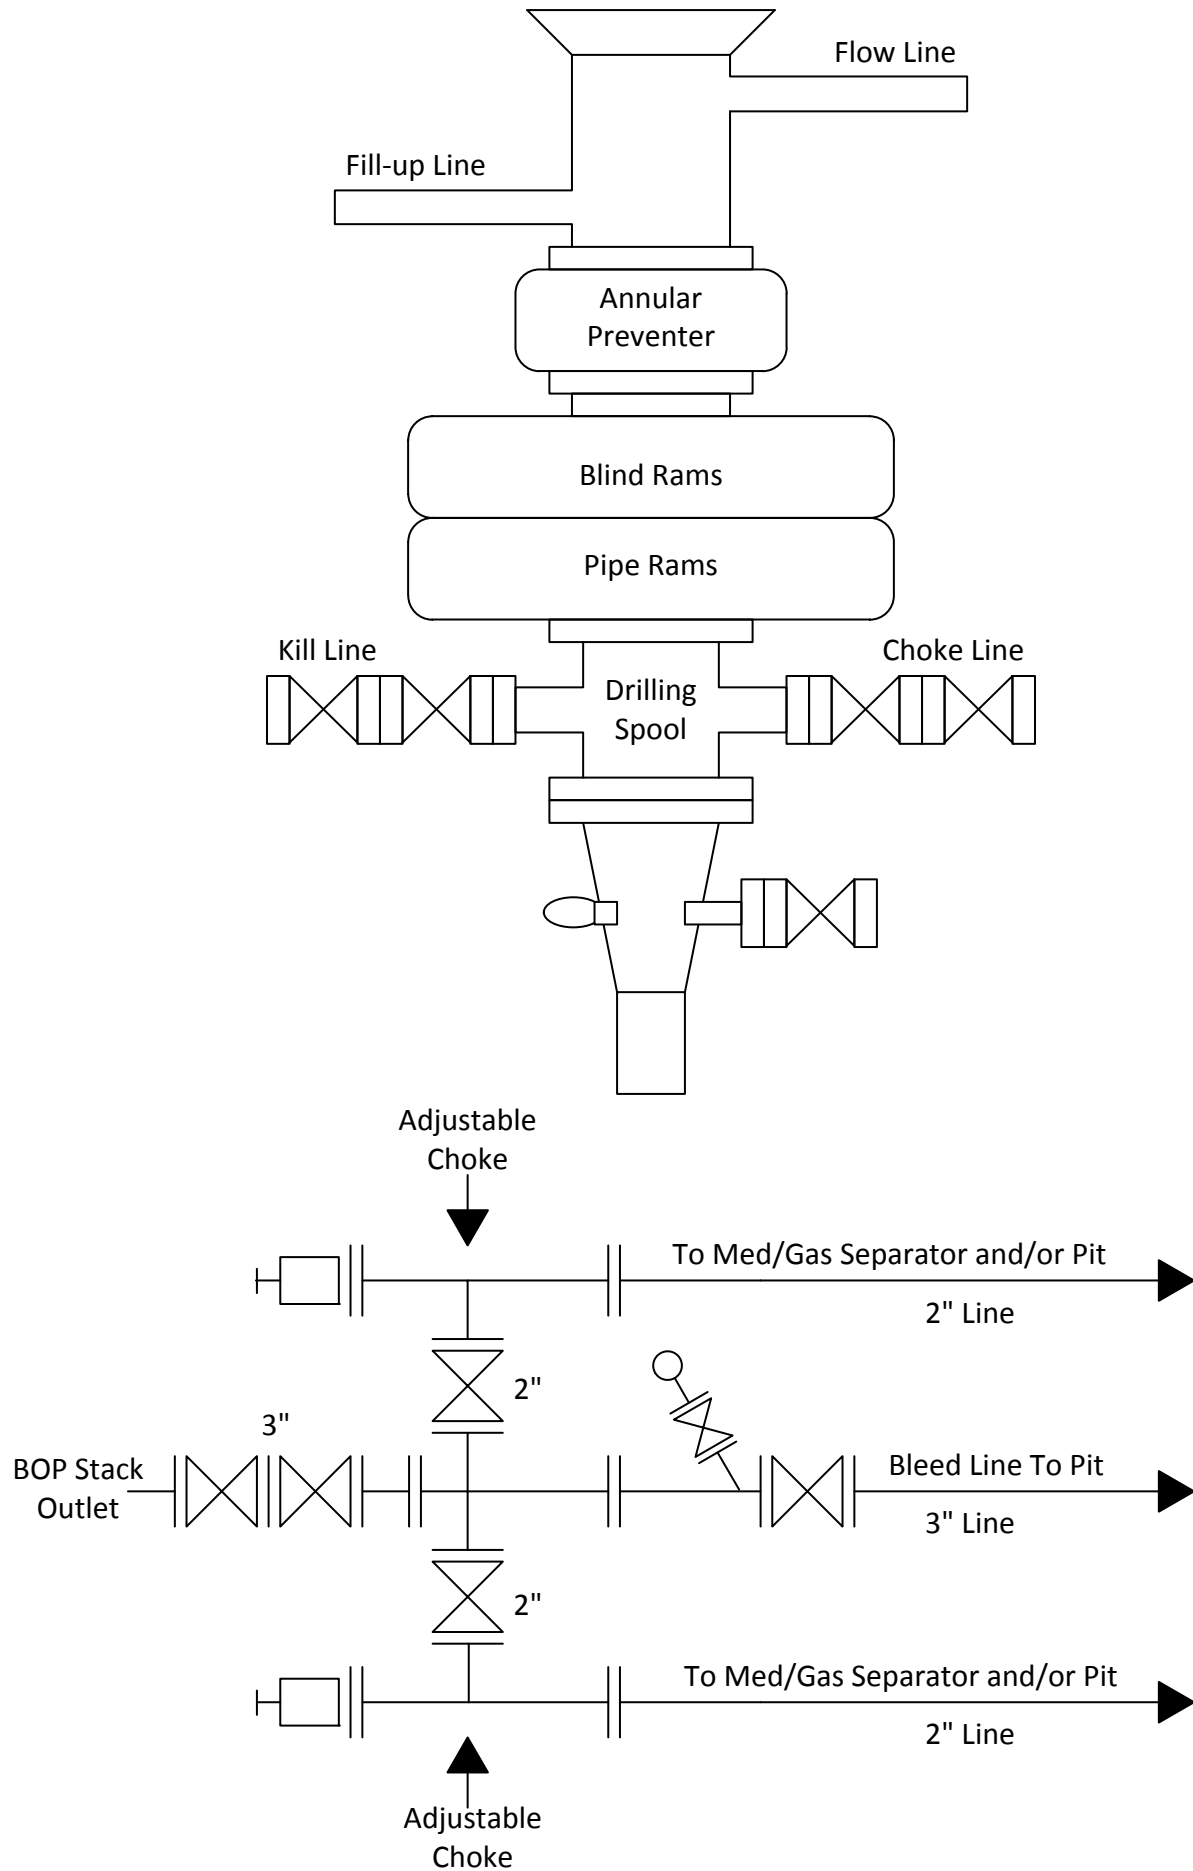 Flow Line
Fill-up Line
Annular
Preventer
Blind Rams
Pipe Rams
Kill Line
Choke Line
Drilling
Spool
Adjustable
Choke
To Med/Gas Separator and/or Pit
2" Line
2"
3"
BOP Stack
Outlet
Bleed Line To Pit
3" Line
2"
To Med/Gas Separator and/or Pit
2" Line
Adjustable
Choke